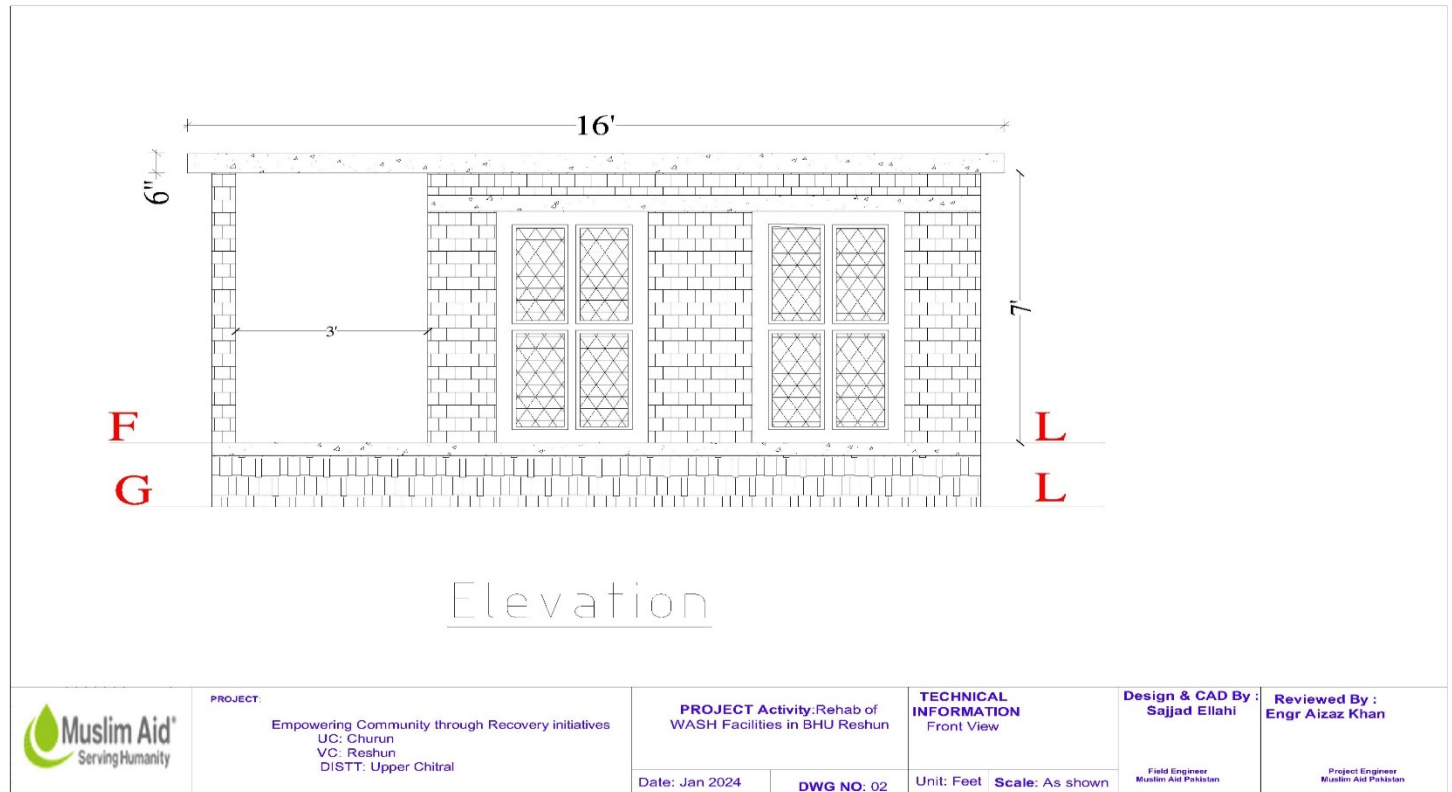 16'
6"
3'
7'
F L
G L
Elevation
Muslim Aid®
Serving Humanity
PROJECT:
Empowering Community through Recovery initiatives
UC: Churun
VC: Reshun
DISTT: Upper Chitral
PROJECT Activity:Rehab of
WASH Facilities in BHU Reshun
Date: Jan 2024
DWG NO: 02
TECHNICAL
INFORMATION
Front View
Unit: Feet
Scale: As shown
Design & CAD By :
Sajjad Ellahi
Field Engineer
Muslim Aid Pakistan
Reviewed By :
Engr Aizaz Khan
Project Engineer
Muslim Aid Pakistan